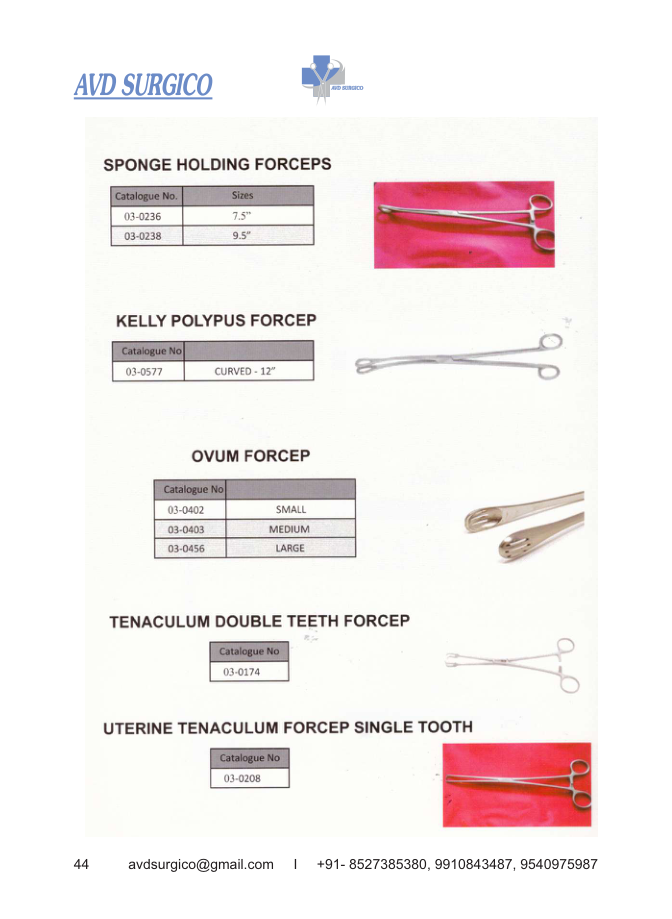 AVD SURGICO
AVD SURGICO
SPONGE HOLDING FORCEPS
Catalogue No. Sizes
03-0236 7.5"
03-0238 9.5"
KELLY POLYPUS FORCEP
Catalogue No
03-0577 CURVED - 12"
OVUM FORCEP
Catalogue No
03-0402 SMALL
03-0403 MEDIUM
03-0456 LARGE
TENACULUM DOUBLE TEETH FORCEP
Catalogue No
03-0174
UTERINE TENACULUM FORCEP SINGLE TOOTH
Catalogue No
03-0208
44 avdsurgico@gmail.com I +91- 8527385380, 9910843487, 9540975987